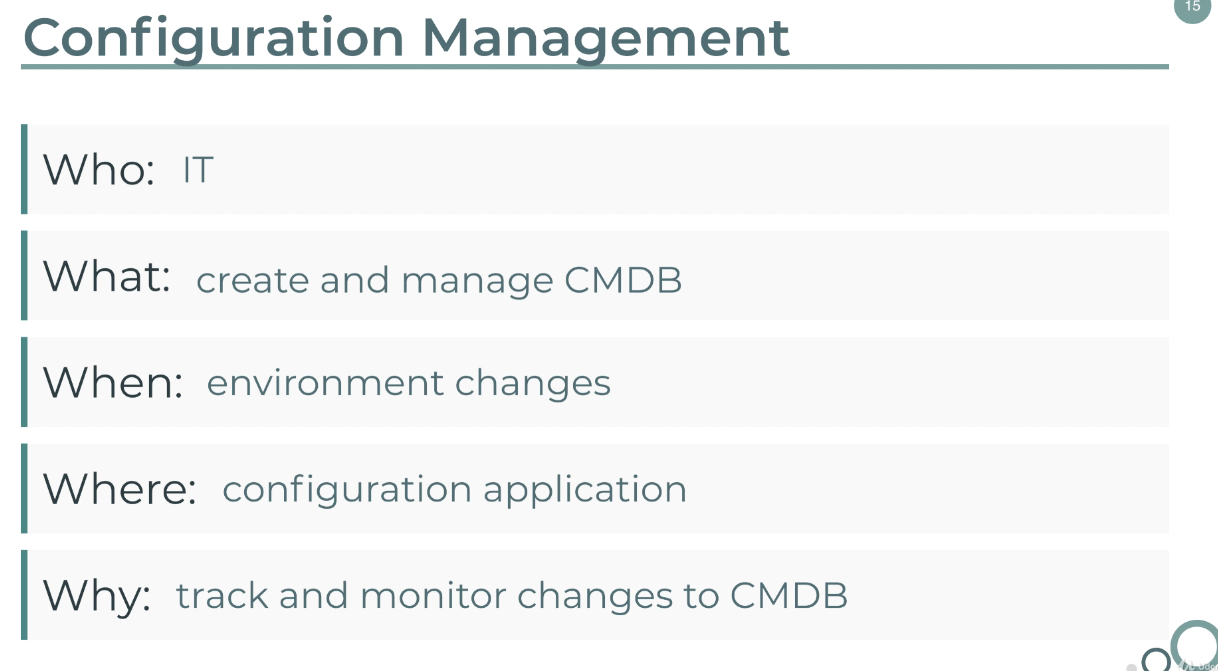 15
Configuration Management
Who: IT
What: create and manage CMDB
When: environment changes
Where: configuration application
Why: track and monitor changes to CMDB